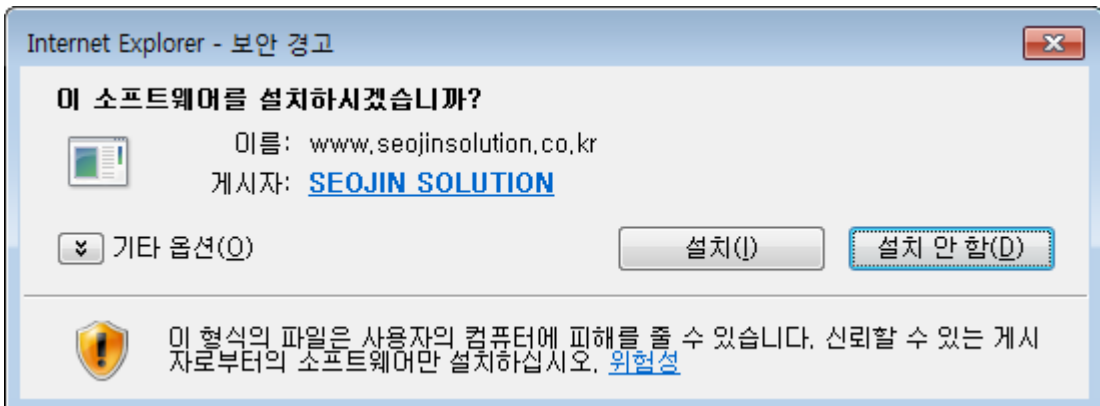 Internet Explorer - 보안 경고
이 소프트웨어를 설치하시겠습니까?
이름: www.seojinsolution.co.kr
게시자: SEOJIN SOLUTION
기타 옵션(O) 설치(I) 설치 안 함(D)
이 형식의 파일은 사용자의 컴퓨터에 피해를 줄 수 있습니다. 신뢰할 수 있는 게시
자로부터의 소프트웨어만 설치하십시오. 위험성